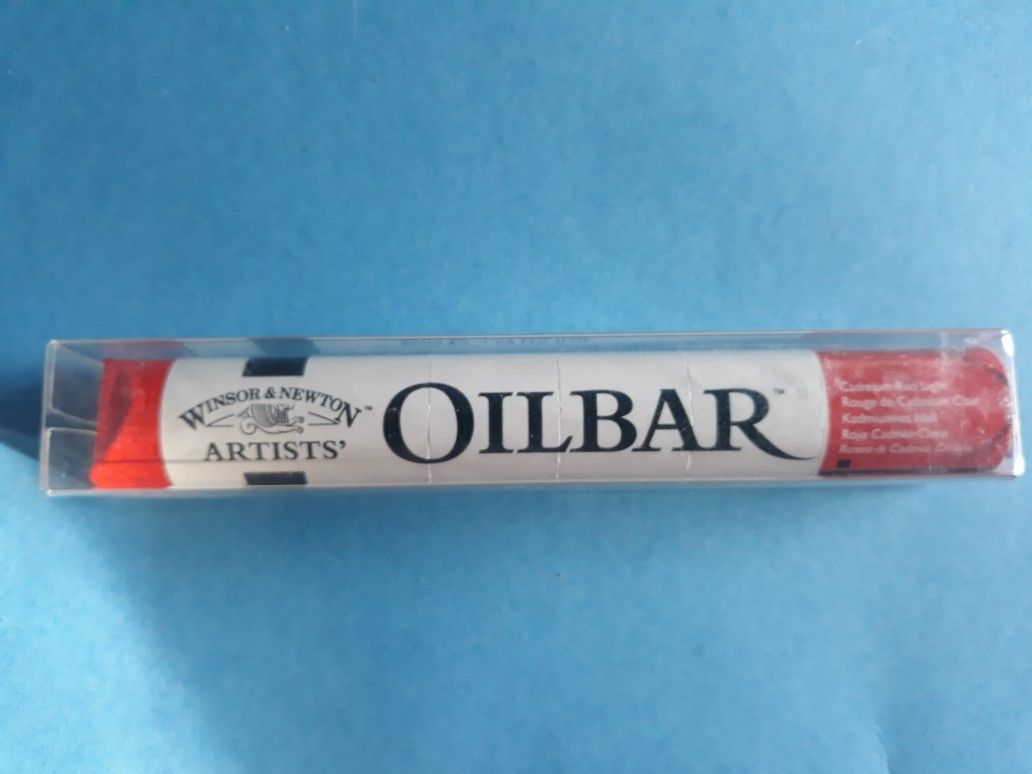 WINSOR & NEWTON™
ARTISTS'
OILBAR™
Cadmium Red Light
Rouge de Cadmium Clair
Kadmiumrot Hell
Rojo Cadmio Claro
Rosso di Cadmio Chiaro